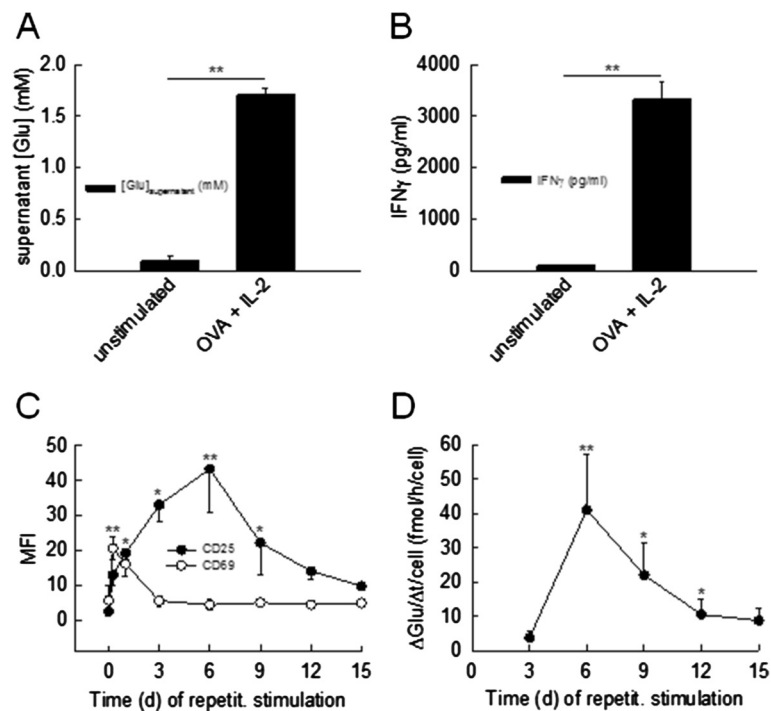 A
B
**
supernatant [Glu] (mM)
2.0
1.5
1.0
0.5
0.0
[Glu]supernatant (mM)
unstimulated
OVA + IL-2
**
IFNγ (pg/ml)
4000
3000
2000
1000
0
IFNγ (pg/ml)
unstimulated
OVA + IL-2
C
D
MFI
50
40
30
20
10
0
**
*
*
**
*
CD25
CD69
0 3 6 9 12 15
Time (d) of repetit. stimulation
ΔGlu/Δt/cell (fmol/h/cell)
60
50
40
30
20
10
0
**
*
*
0 3 6 9 12 15
Time (d) of repetit. stimulation